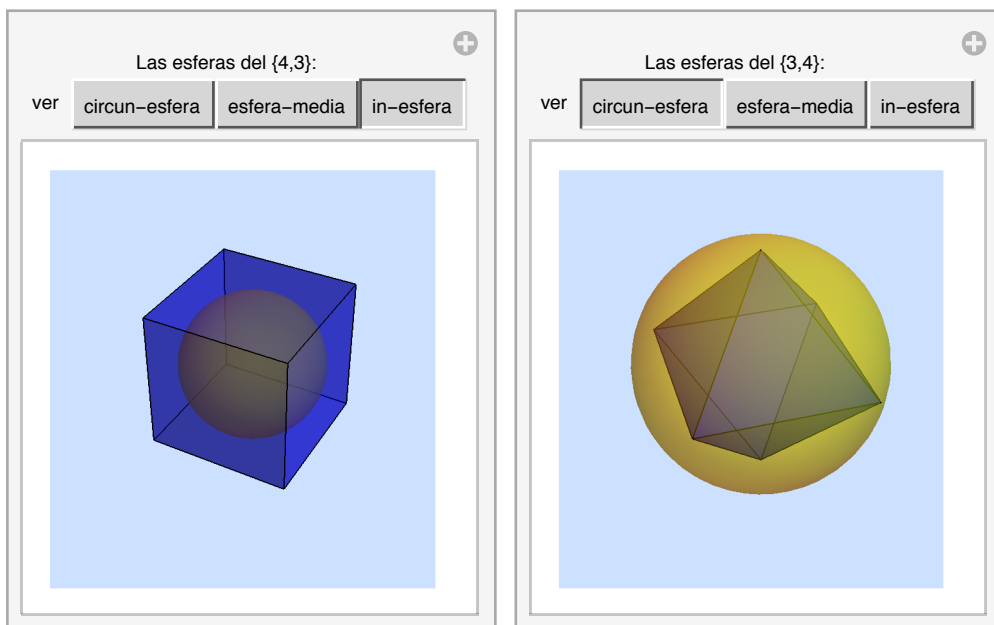 Las esferas del {4,3}:
ver circun−esfera esfera−media in−esfera
Las esferas del {3,4}:
ver circun−esfera esfera−media in−esfera